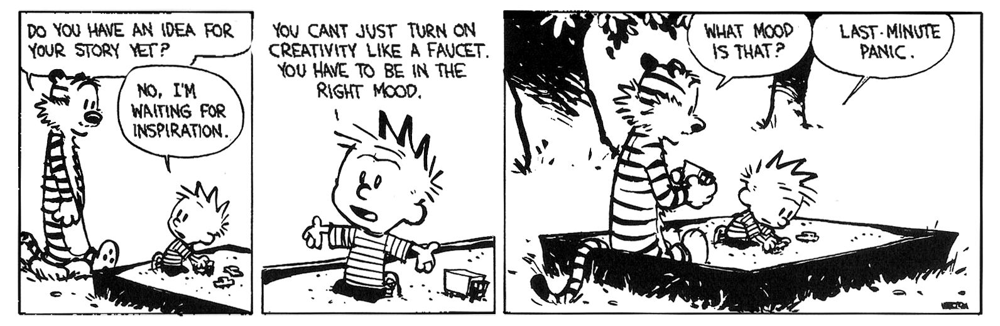 DO YOU HAVE AN IDEA FOR
YOUR STORY YET?
NO, I'M
WAITING FOR
INSPIRATION.
YOU CANT JUST TURN ON
CREATIVITY LIKE A FAUCET.
YOU HAVE TO BE IN THE
RIGHT MOOD.
WHAT MOOD
IS THAT?
LAST-MINUTE
PANIC.